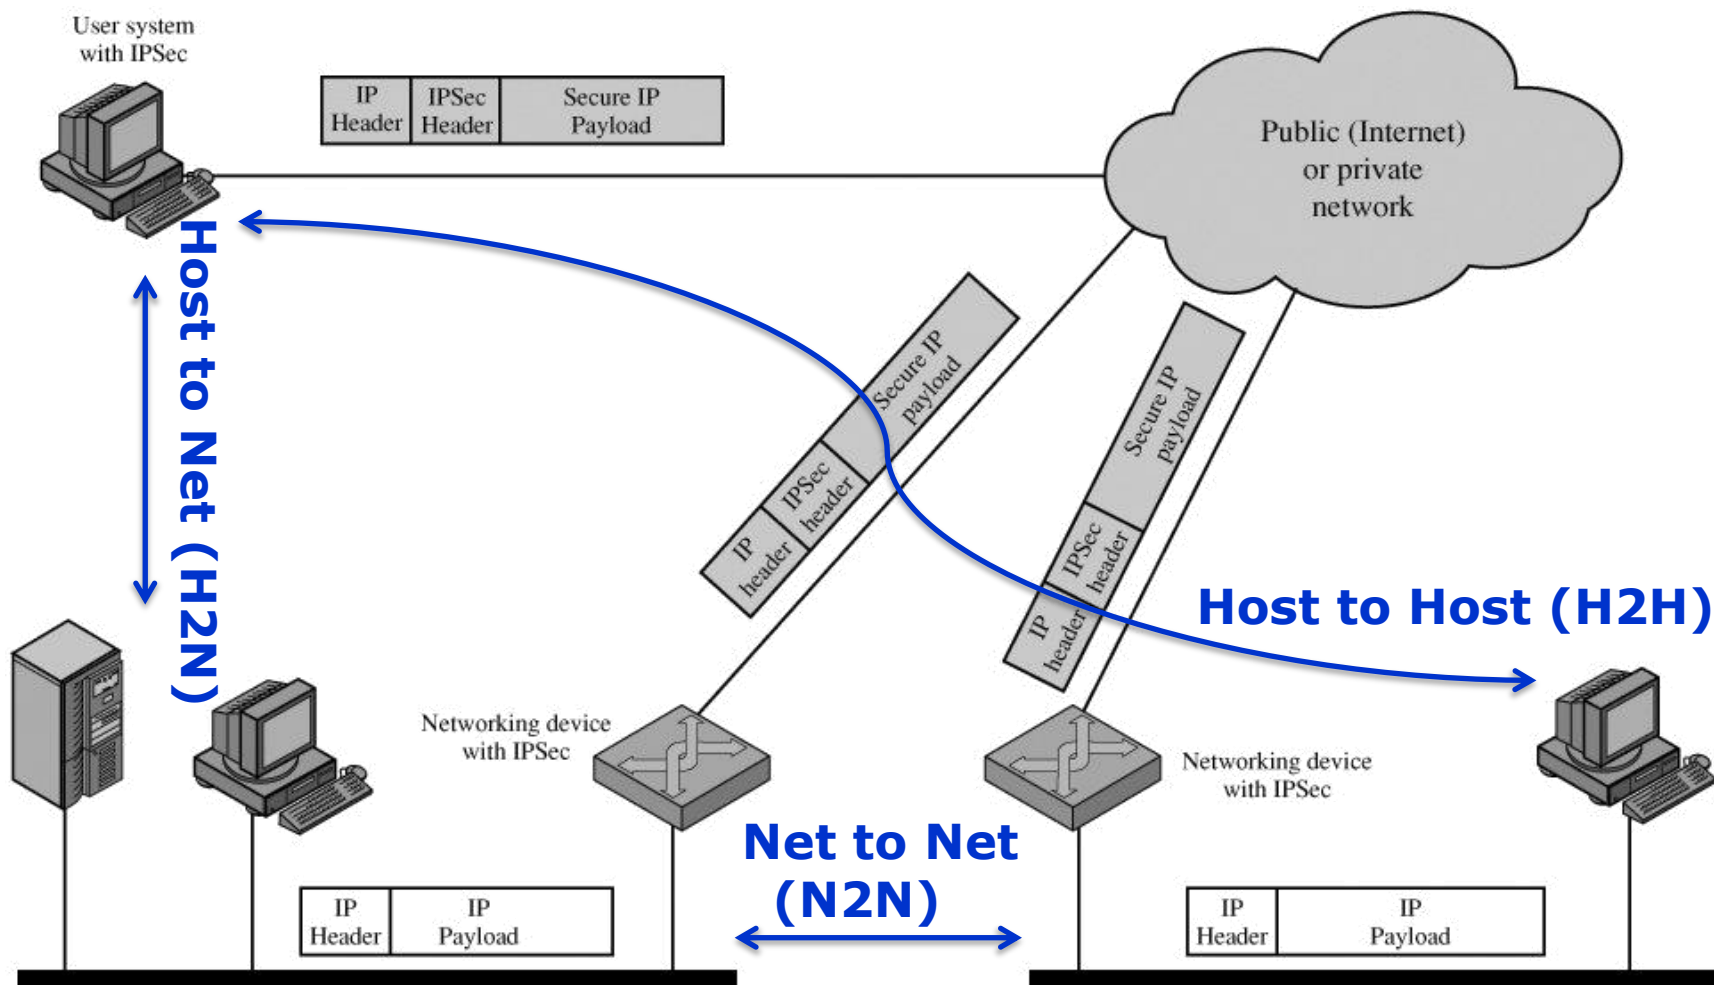 User system
with IPSec
IP
Header
IPSec
Header
Secure IP
Payload
Public (Internet)
or private
network
Host to Net (H2N)
Secure IP
payload
IPSec
header
IP
header
Secure IP
payload
IPSec
header
IP
header
Host to Host (H2H)
Networking device
with IPSec
Networking device
with IPSec
Net to Net
(N2N)
IP
Header
IP
Payload
IP
Header
IP
Payload